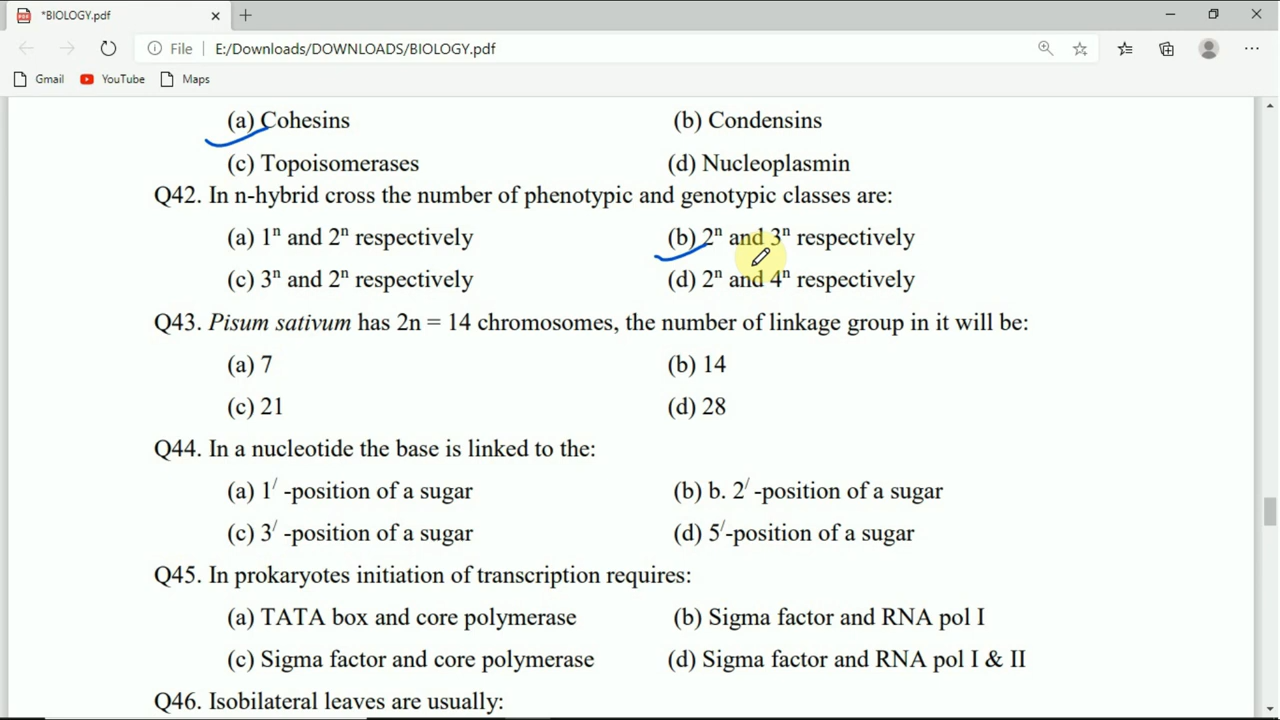 *BIOLOGY.pdf
File E:/Downloads/DOWNLOADS/BIOLOGY.pdf
Gmail YouTube Maps
(a) Cohesins (b) Condensins
(c) Topoisomerases (d) Nucleoplasmin
Q42. In n-hybrid cross the number of phenotypic and genotypic classes are:
(a) 1ⁿ and 2ⁿ respectively (b) 2ⁿ and 3ⁿ respectively
(c) 3ⁿ and 2ⁿ respectively (d) 2ⁿ and 4ⁿ respectively
Q43. Pisum sativum has 2n = 14 chromosomes, the number of linkage group in it will be:
(a) 7 (b) 14
(c) 21 (d) 28
Q44. In a nucleotide the base is linked to the:
(a) 1/ -position of a sugar (b) b. 2/ -position of a sugar
(c) 3/ -position of a sugar (d) 5/-position of a sugar
Q45. In prokaryotes initiation of transcription requires:
(a) TATA box and core polymerase (b) Sigma factor and RNA pol I
(c) Sigma factor and core polymerase (d) Sigma factor and RNA pol I & II
Q46. Isobilateral leaves are usually: